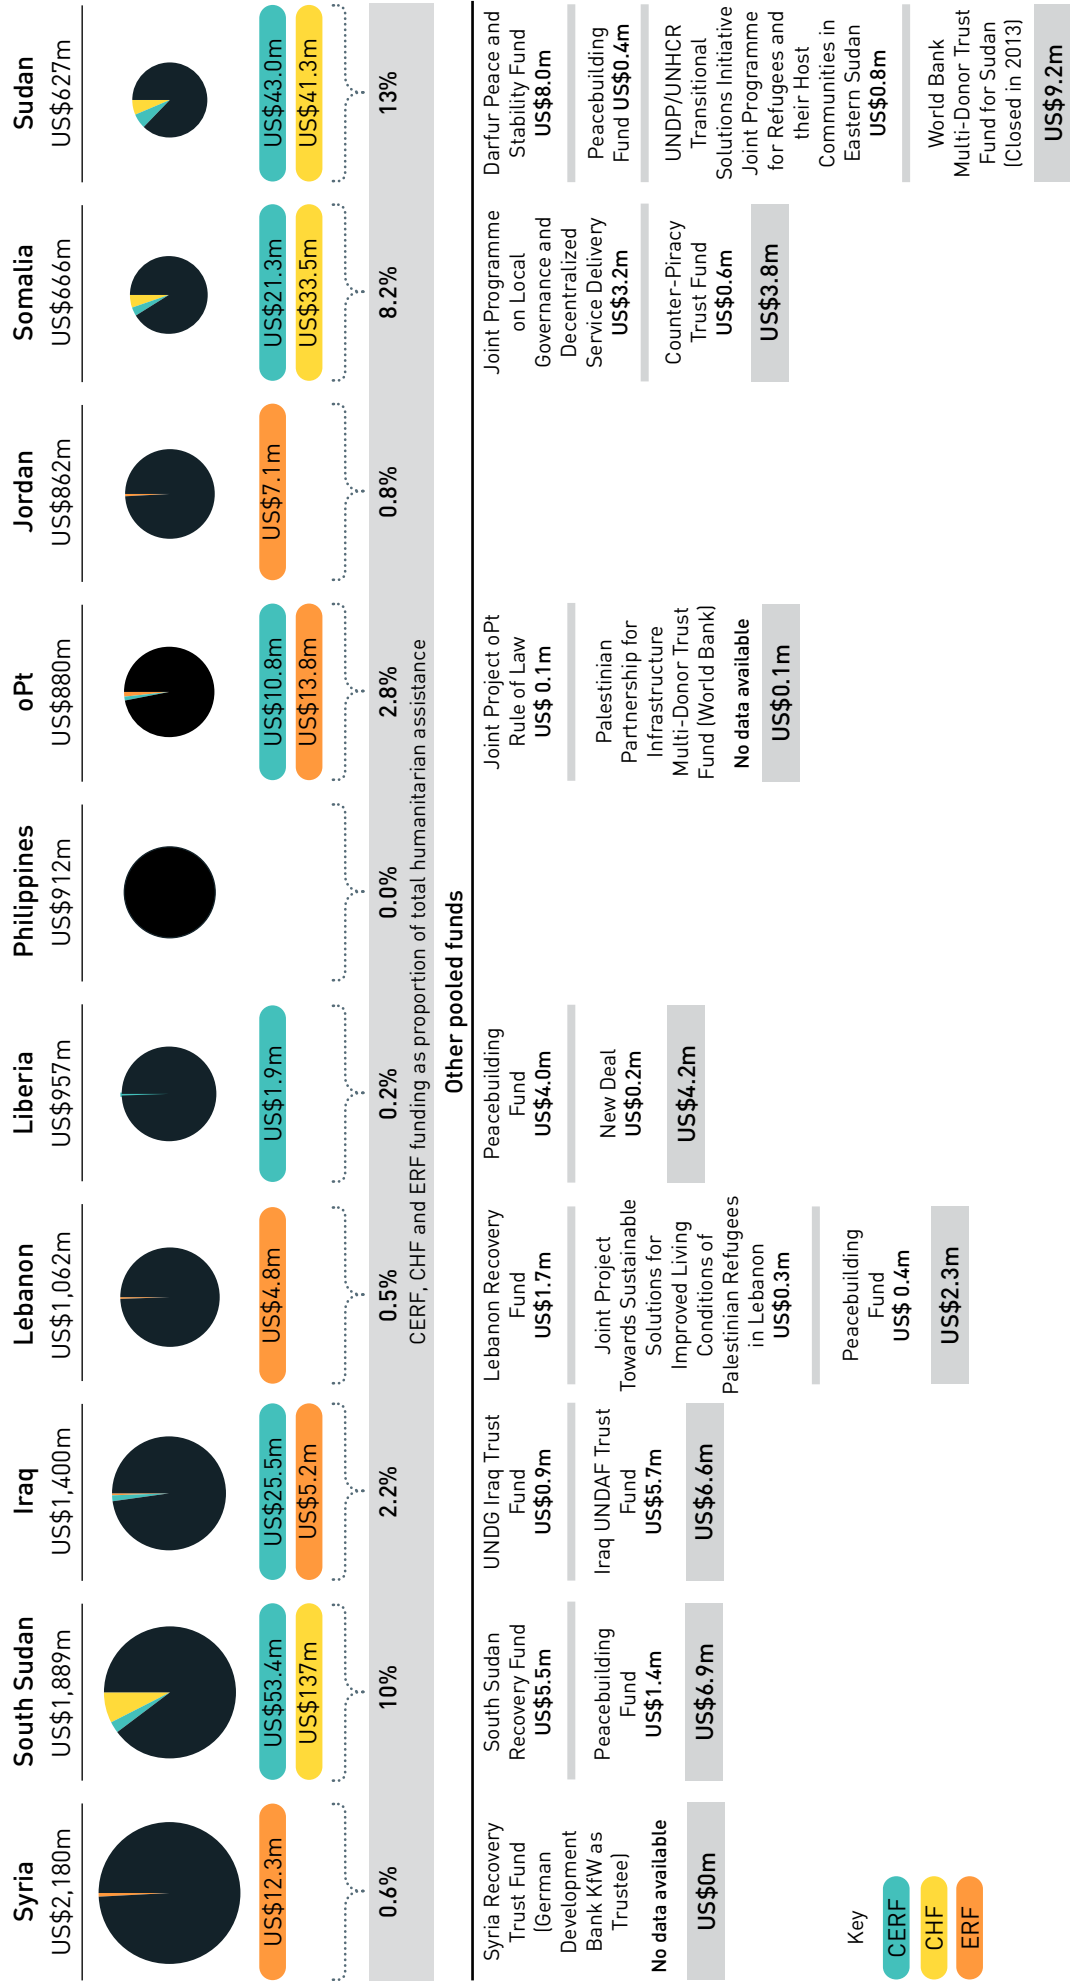 Syria
US$2,180m
US$12.3m
0.6%
South Sudan
US$1,889m
US$53.4m
US$137m
10%
Iraq
US$1,400m
US$25.5m
US$5.2m
2.2%
Lebanon
US$1,062m
US$4.8m
0.5%
Liberia
US$957m
US$1.9m
0.2%
Philippines
US$912m
0.0%
oPt
US$880m
US$10.8m
US$13.8m
2.8%
Jordan
US$862m
US$7.1m
0.8%
Somalia
US$666m
US$21.3m
US$33.5m
8.2%
Sudan
US$627m
US$43.0m
US$41.3m
13%
CERF, CHF and ERF funding as proportion of total humanitarian assistance
Other pooled funds
Syria Recovery
Trust Fund
(German
Development
Bank KfW as
Trustee)
No data available
US$0m
South Sudan
Recovery Fund
US$5.5m
Peacebuilding
Fund
US$1.4m
US$6.9m
UNDG Iraq Trust
Fund
US$0.9m
Iraq UNDAF Trust
Fund
US$5.7m
US$6.6m
Lebanon Recovery
Fund
US$1.7m
Joint Project
Towards Sustainable
Solutions for
Improved Living
Conditions of
Palestinian Refugees
in Lebanon
US$0.3m
Peacebuilding
Fund
US$ 0.4m
US$2.3m
Peacebuilding
Fund
US$4.0m
New Deal
US$0.2m
US$4.2m
Joint Project oPt
Rule of Law
US$ 0.1m
Palestinian
Partnership for
Infrastructure
Multi-Donor Trust
Fund (World Bank)
No data available
US$0.1m
Joint Programme
on Local
Governance and
Decentralized
Service Delivery
US$3.2m
Counter-Piracy
Trust Fund
US$0.6m
US$3.8m
Darfur Peace and
Stability Fund
US$8.0m
Peacebuilding
Fund US$0.4m
UNDP/UNHCR
Transitional
Solutions Initiative
Joint Programme
for Refugees and
their Host
Communities in
Eastern Sudan
US$0.8m
World Bank
Multi-Donor Trust
Fund for Sudan
(Closed in 2013)
US$9.2m
Key
CERF
CHF
ERF